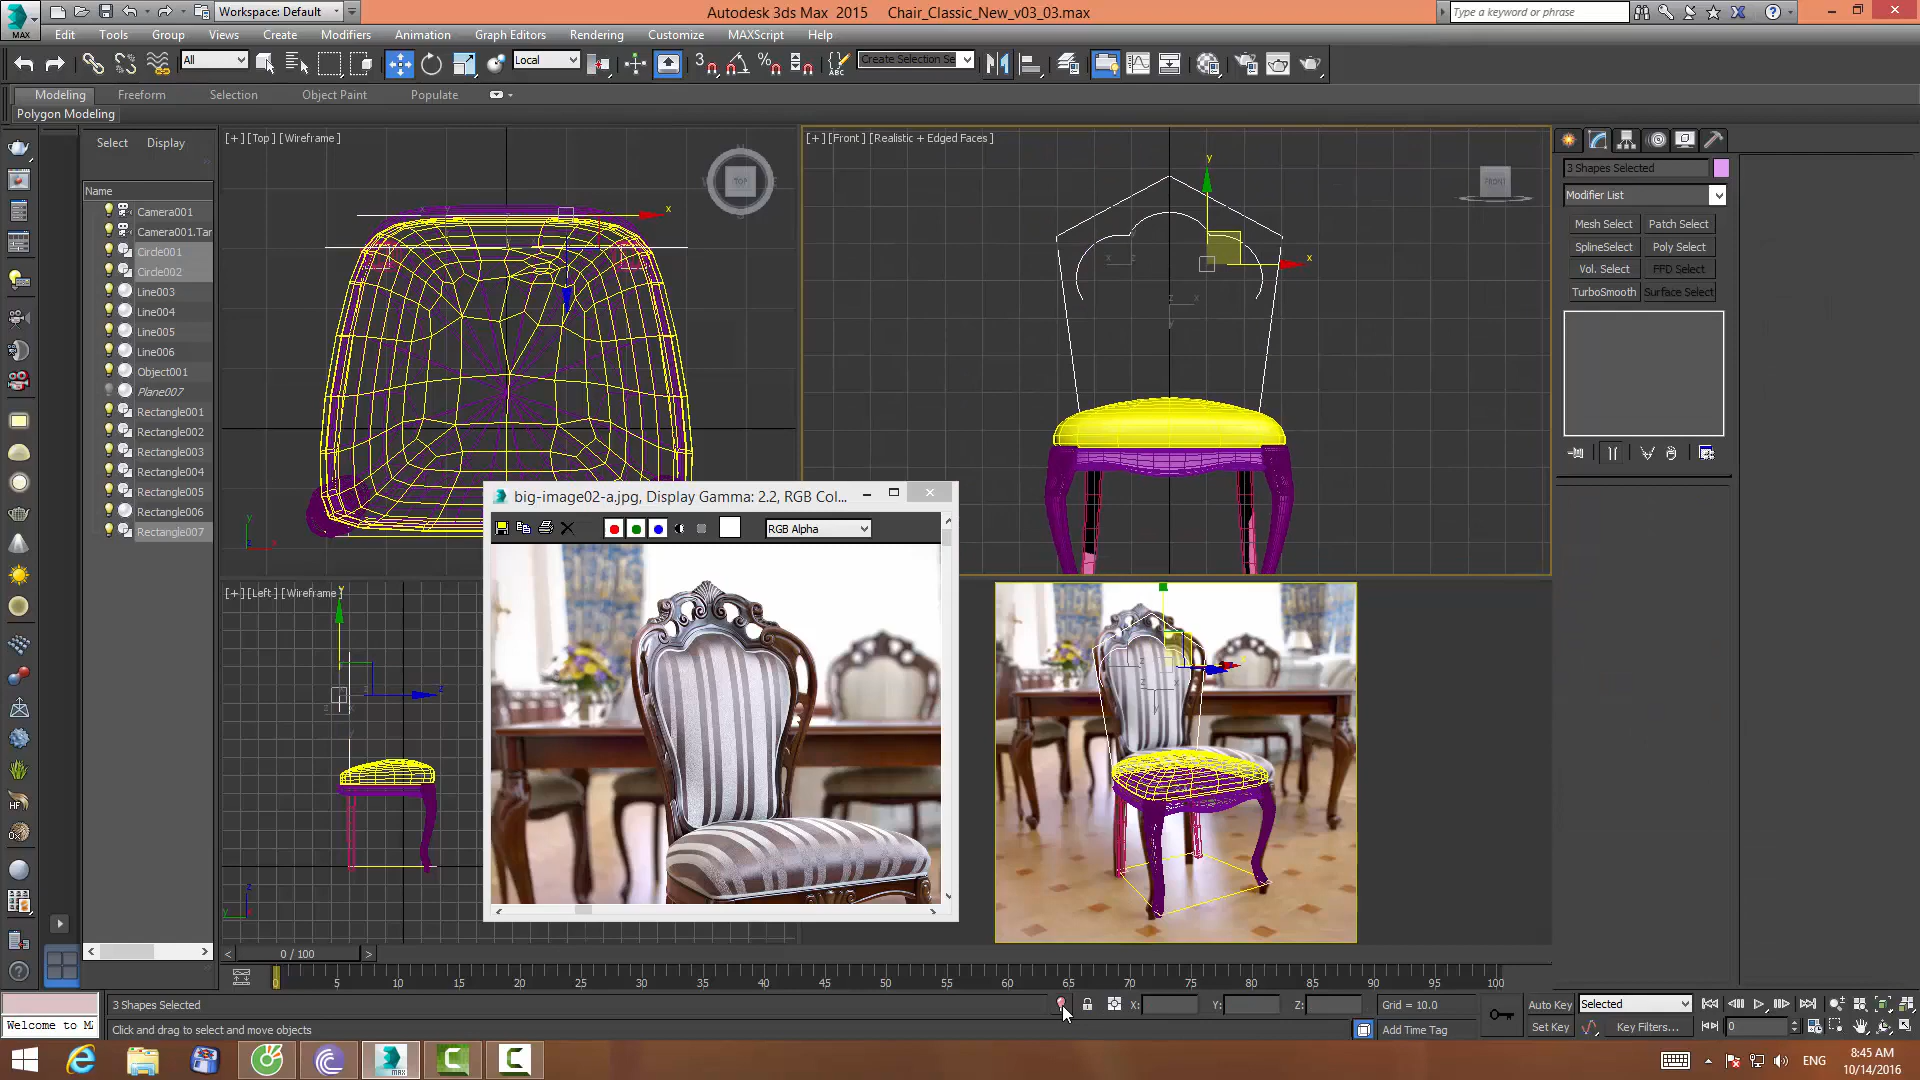 Workspace: Default
Autodesk 3ds Max 2015 Chair_Classic_New_v03_03.max
Type a keyword or phrase
MAX
Edit Tools Group Views Create Modifiers Animation Graph Editors Rendering Customize MAXScript Help
All
Local
Create Selection Se
Modeling Freeform Selection Object Paint Populate
Polygon Modeling
Select Display
Name
Camera001
Camera001.Tar
Circle001
Circle002
Line003
Line004
Line005
Line006
Object001
Plane007
Rectangle001
Rectangle002
Rectangle003
Rectangle004
Rectangle005
Rectangle006
Rectangle007
[+] [Top] [Wireframe]
TOP
[+] [Front] [Realistic + Edged Faces]
FRONT
[+] [Left] [Wireframe]
big-image02-a.jpg, Display Gamma: 2.2, RGB Col...
RGB Alpha
3 Shapes Selected
Modifier List
Mesh Select Patch Select
SplineSelect Poly Select
Vol. Select FFD Select
TurboSmooth Surface Select
0 / 100
0 5 10 15 20 25 30 35 40 45 50 55 60 65 70 75 80 85 90 95 100
3 Shapes Selected
X: Y: Z: Grid = 10.0
Auto Key Selected
Welcome to M
Click and drag to select and move objects
Add Time Tag
Set Key Key Filters... 0
ENG
8:45 AM
10/14/2016